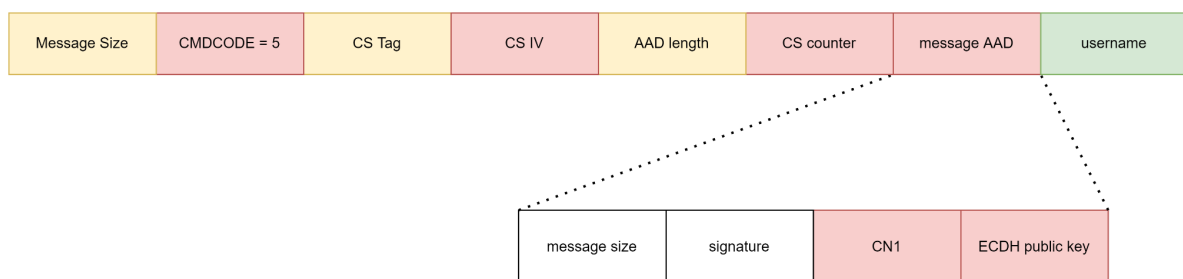 Message Size CMDCODE = 5 CS Tag CS IV AAD length CS counter message AAD username
message size signature CN1 ECDH public key